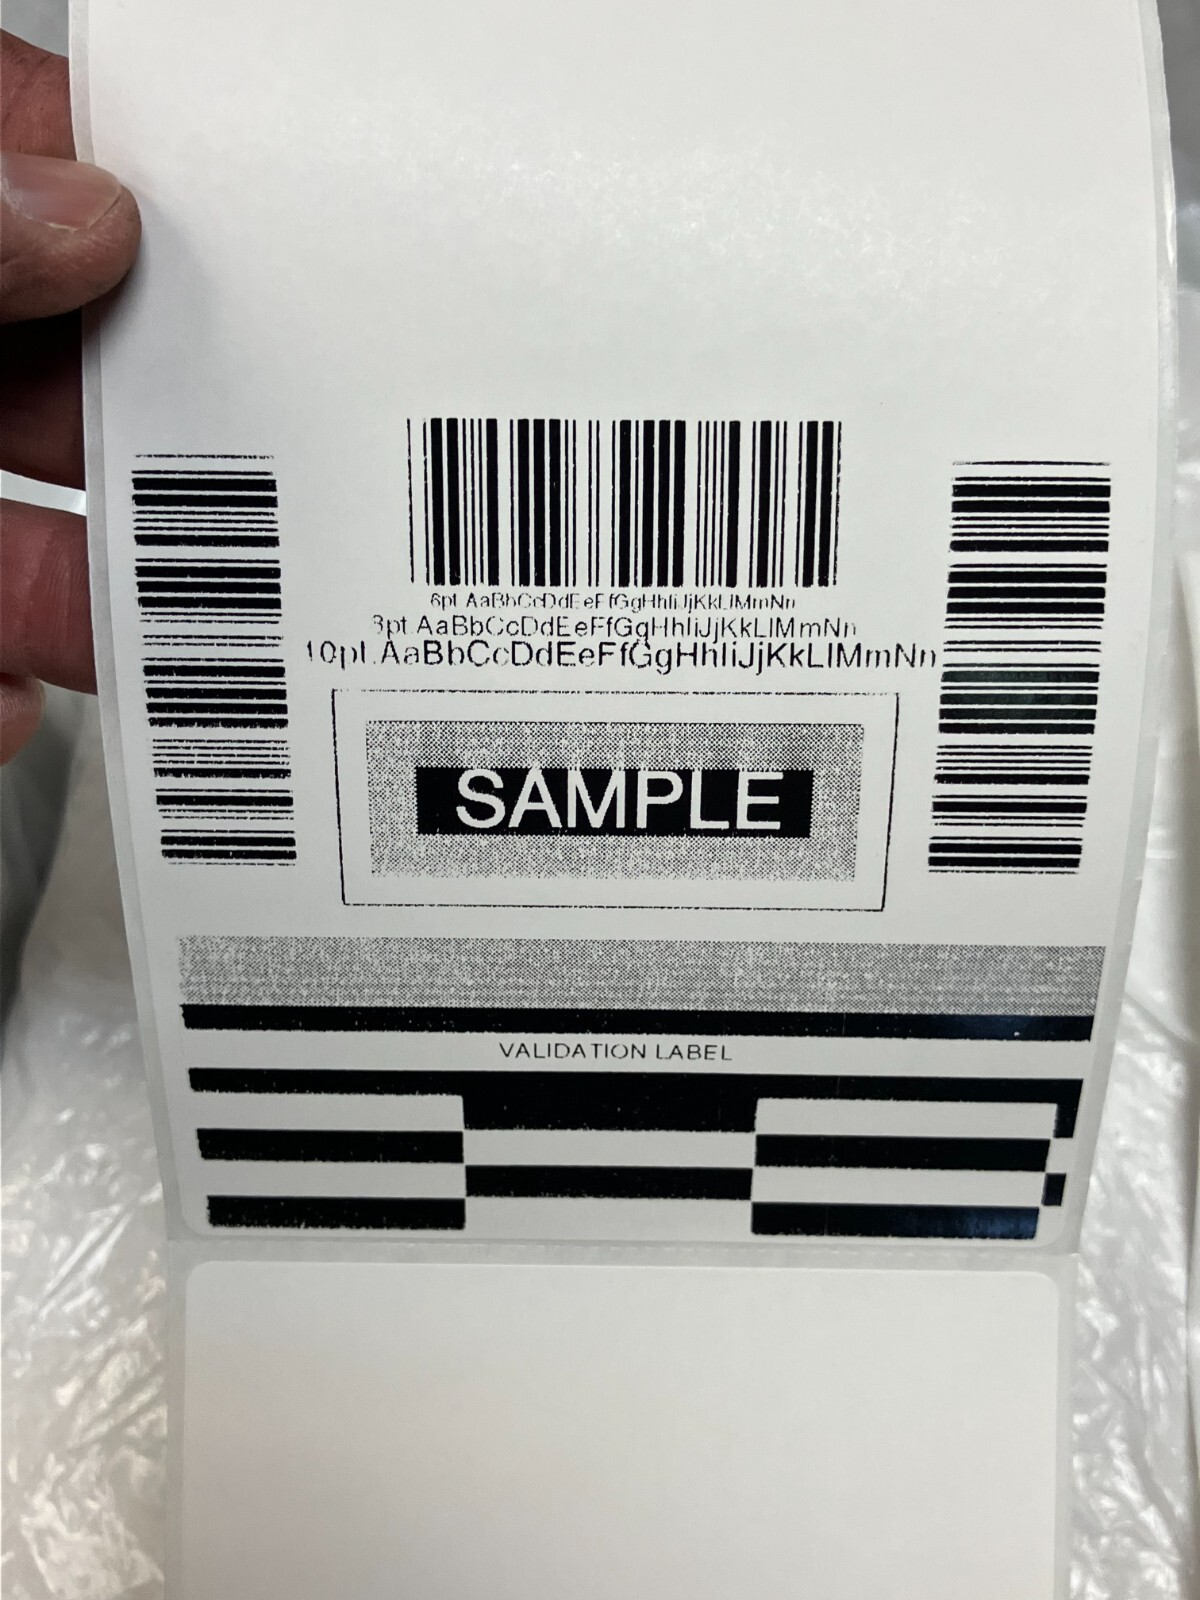 6pt.AaBbCcDdEeFfGgHhIiJjKkLlMmNn
8pt.AaBbCcDdEeFfGgHhIiJjKkLlMmNn
10pt.AaBbCcDdEeFfGgHhIiJjKkLlMmNn
SAMPLE
VALIDATION LABEL